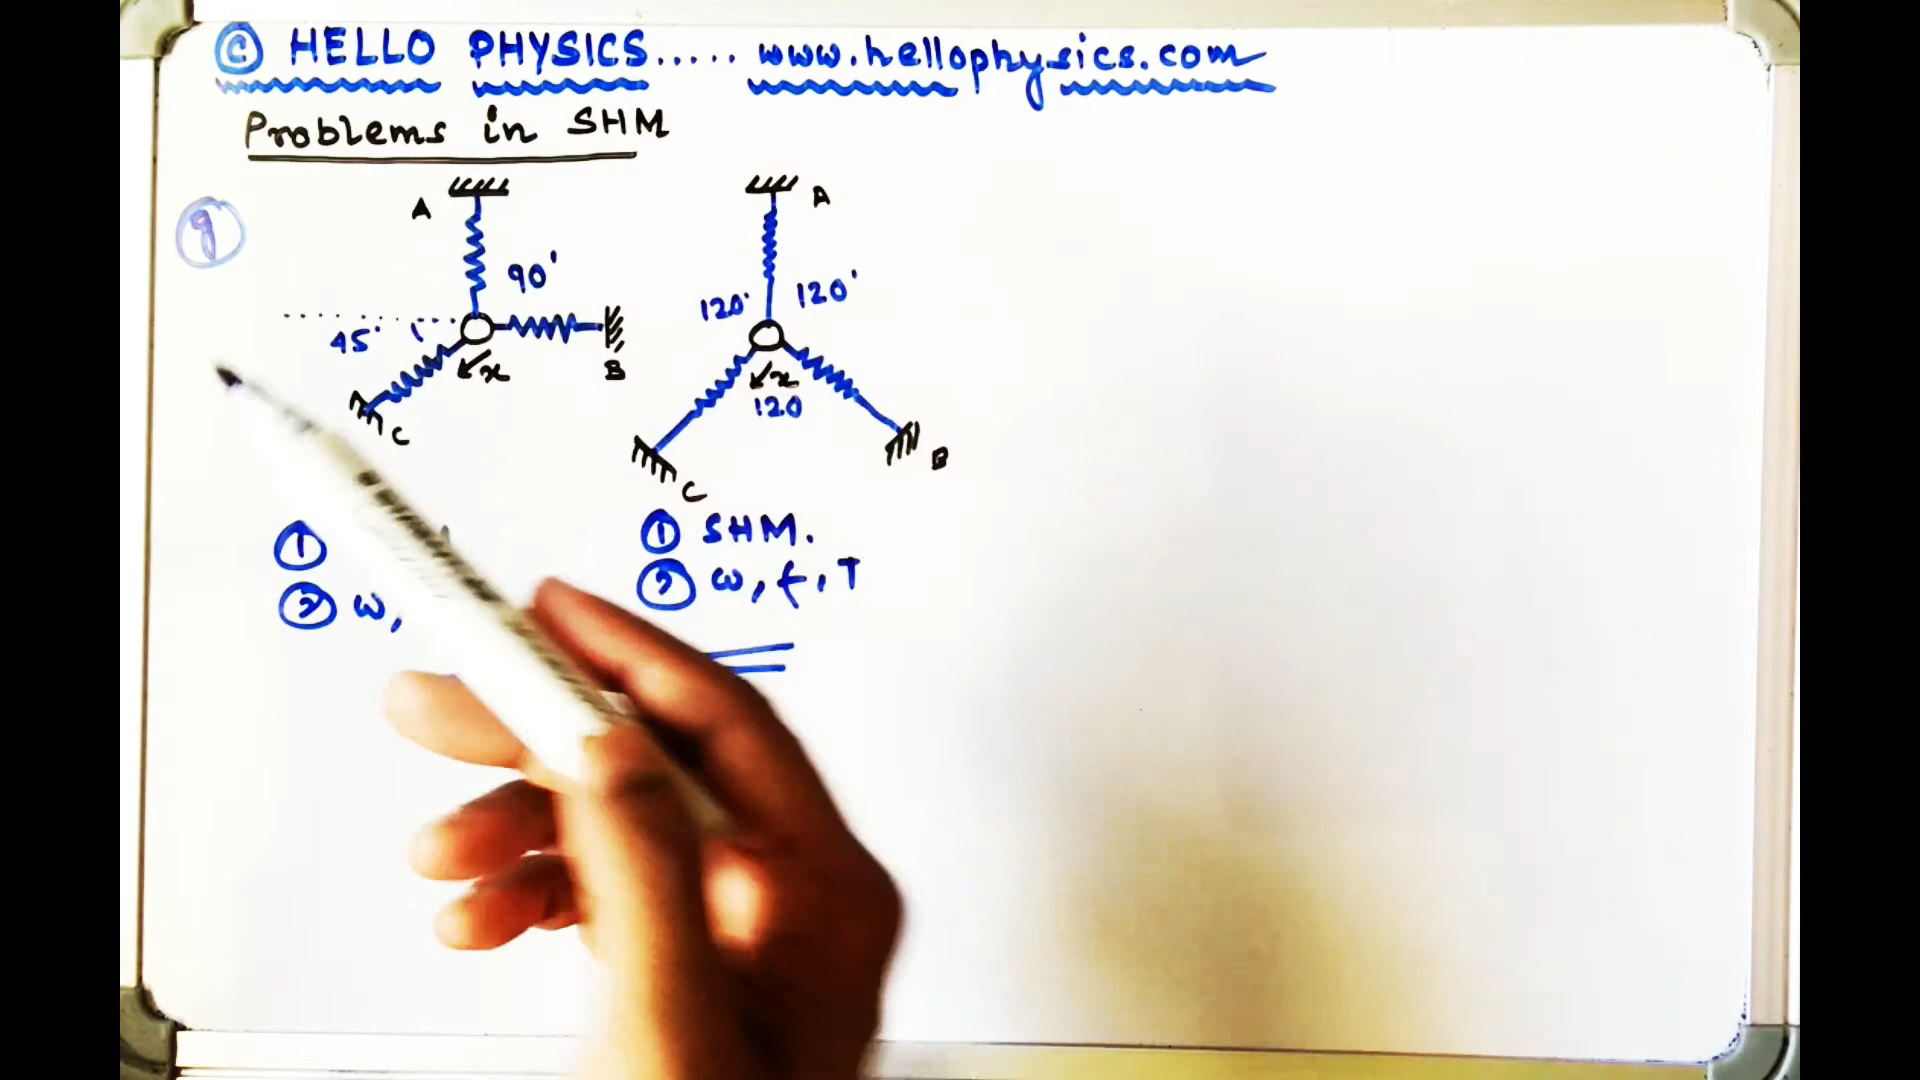 © HELLO PHYSICS..... www.hellophysics.com
Problems in SHM
9
A
90°
45°
x
B
C
A
120°
120°
x
120
C
B
①
② ω,
① SHM.
② ω, f, T